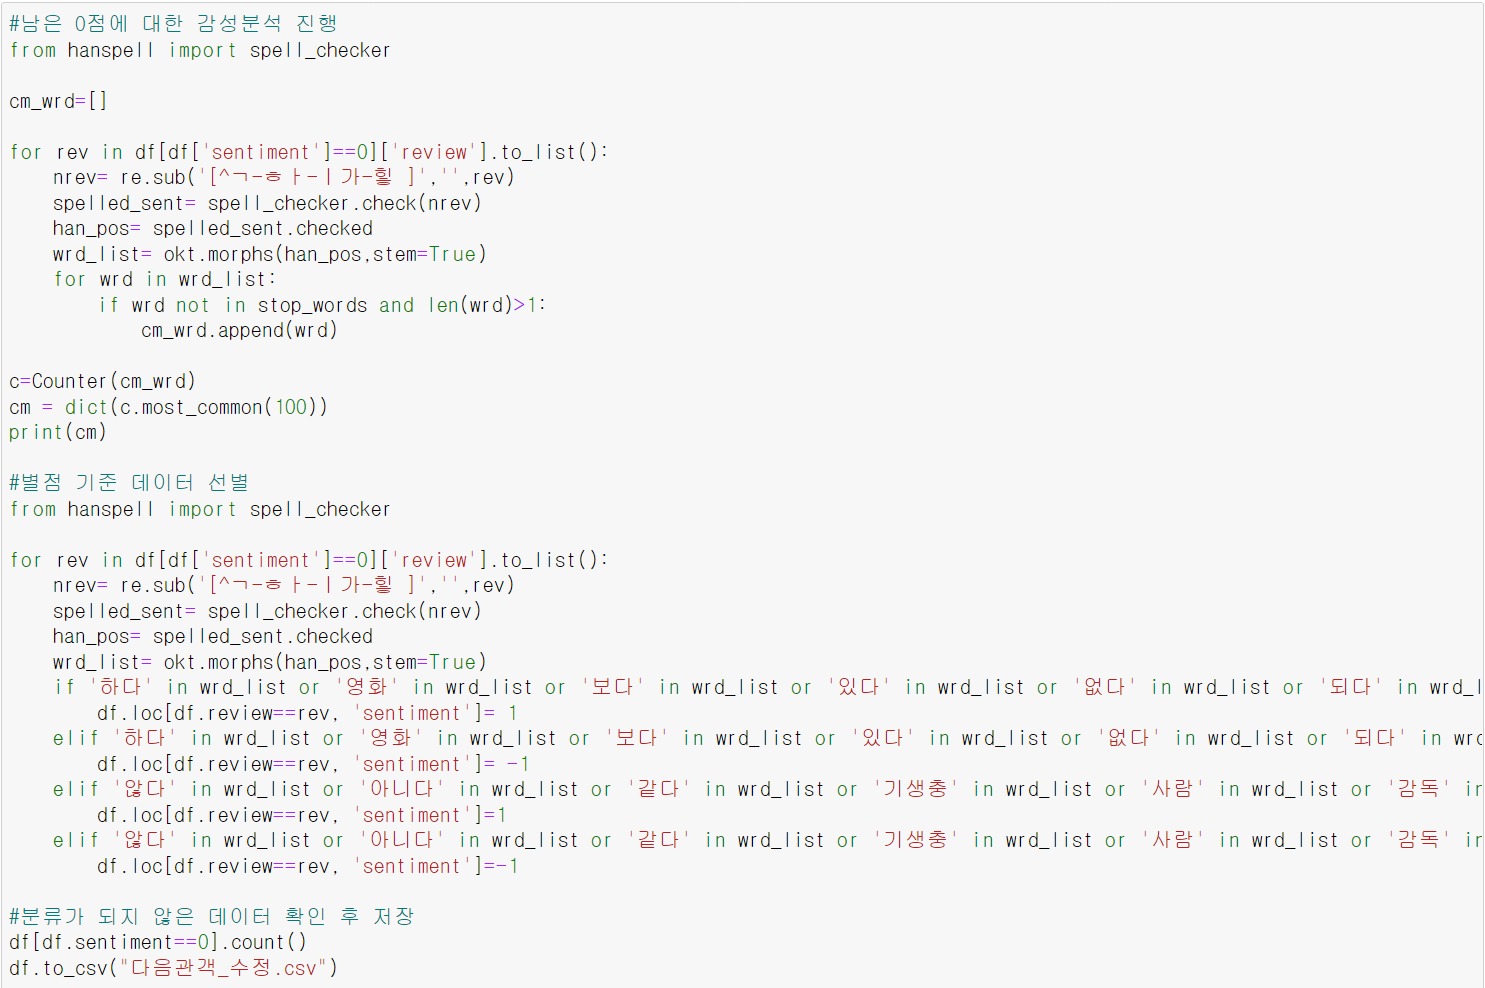 #남은 0점에 대한 감성분석 진행
from hanspell import spell_checker
cm_wrd=[]
for rev in df[df['sentiment']==0]['review'].to_list():
    nrev= re.sub('[^ㄱ-ㅎㅏ-ㅣ가-힣 ]','',rev)
    spelled_sent= spell_checker.check(nrev)
    han_pos= spelled_sent.checked
    wrd_list= okt.morphs(han_pos,stem=True)
    for wrd in wrd_list:
        if wrd not in stop_words and len(wrd)>1:
            cm_wrd.append(wrd)
c=Counter(cm_wrd)
cm = dict(c.most_common(100))
print(cm)
#별점 기준 데이터 선별
from hanspell import spell_checker
for rev in df[df['sentiment']==0]['review'].to_list():
    nrev= re.sub('[^ㄱ-ㅎㅏ-ㅣ가-힣 ]','',rev)
    spelled_sent= spell_checker.check(nrev)
    han_pos= spelled_sent.checked
    wrd_list= okt.morphs(han_pos,stem=True)
    if '하다' in wrd_list or '영화' in wrd_list or '보다' in wrd_list or '있다' in wrd_list or '없다' in wrd_list or '되다' in wrd_l
        df.loc[df.review==rev, 'sentiment']= 1
    elif '하다' in wrd_list or '영화' in wrd_list or '보다' in wrd_list or '있다' in wrd_list or '없다' in wrd_list or '되다' in wrd
        df.loc[df.review==rev, 'sentiment']= -1
    elif '않다' in wrd_list or '아니다' in wrd_list or '같다' in wrd_list or '기생충' in wrd_list or '사람' in wrd_list or '감독' in
        df.loc[df.review==rev, 'sentiment']=1
    elif '않다' in wrd_list or '아니다' in wrd_list or '같다' in wrd_list or '기생충' in wrd_list or '사람' in wrd_list or '감독' in
        df.loc[df.review==rev, 'sentiment']=-1
#분류가 되지 않은 데이터 확인 후 저장
df[df.sentiment==0].count()
df.to_csv("다음관객_수정.csv")